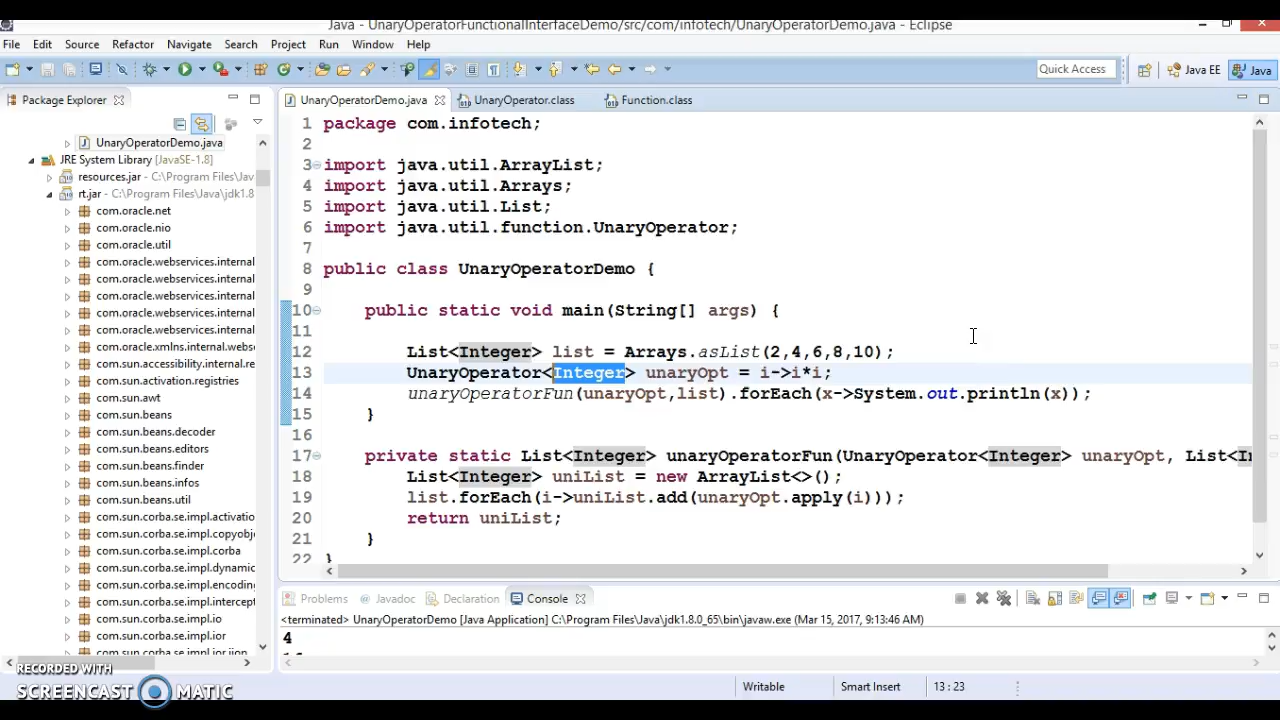 Java - UnaryOperatorFunctionalInterfaceDemo/src/com/infotech/UnaryOperatorDemo.java - Eclipse
File Edit Source Refactor Navigate Search Project Run Window Help
Quick Access Java EE Java
Package Explorer
UnaryOperatorDemo.java
JRE System Library [JavaSE-1.8]
resources.jar - C:\Program Files\Jav
rt.jar - C:\Program Files\Java\jdk1.8
com.oracle.net
com.oracle.nio
com.oracle.util
com.oracle.webservices.internal
com.oracle.webservices.internal
com.oracle.webservices.internal
com.oracle.webservices.internal
com.oracle.xmlns.internal.webse
com.sun.accessibility.internal.re
com.sun.activation.registries
com.sun.awt
com.sun.beans
com.sun.beans.decoder
com.sun.beans.editors
com.sun.beans.finder
com.sun.beans.infos
com.sun.beans.util
com.sun.corba.se.impl.activatio
com.sun.corba.se.impl.copyobj
com.sun.corba.se.impl.corba
com.sun.corba.se.impl.dynamic
com.sun.corba.se.impl.encoding
com.sun.corba.se.impl.intercept
com.sun.corba.se.impl.io
com.sun.corba.se.impl.ior
UnaryOperatorDemo.java UnaryOperator.class Function.class
1 package com.infotech;
2
3 import java.util.ArrayList;
4 import java.util.Arrays;
5 import java.util.List;
6 import java.util.function.UnaryOperator;
7
8 public class UnaryOperatorDemo {
9
10 public static void main(String[] args) {
11
12 List<Integer> list = Arrays.asList(2,4,6,8,10);
13 UnaryOperator<Integer> unaryOpt = i->i*i;
14 unaryOperatorFun(unaryOpt,list).forEach(x->System.out.println(x));
15 }
16
17 private static List<Integer> unaryOperatorFun(UnaryOperator<Integer> unaryOpt, List<In
18 List<Integer> uniList = new ArrayList<>();
19 list.forEach(i->uniList.add(unaryOpt.apply(i)));
20 return uniList;
21 }
22 }
Problems Javadoc Declaration Console
<terminated> UnaryOperatorDemo [Java Application] C:\Program Files\Java\jdk1.8.0_65\bin\javaw.exe (Mar 15, 2017, 9:13:46 AM)
4
Writable Smart Insert 13 : 23
RECORDED WITH
SCREENCAST MATIC